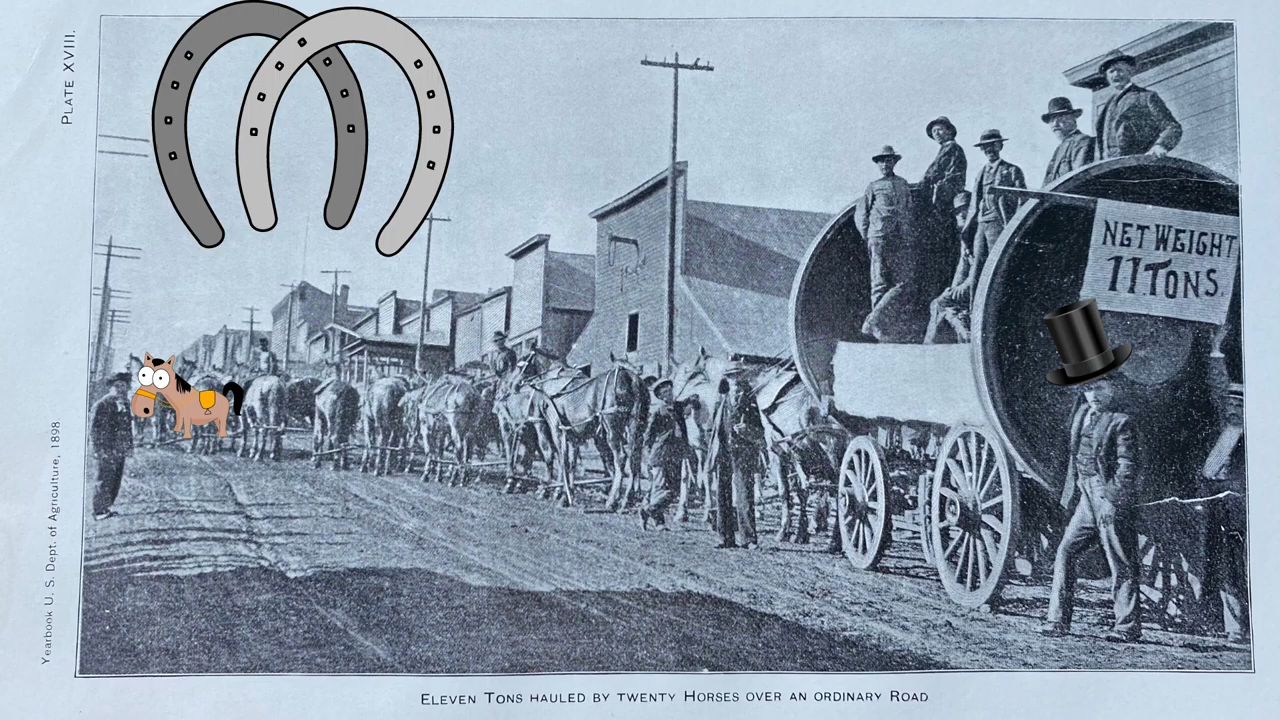 PLATE XVIII.
NET WEIGHT
11 TONS.
Yearbook U. S. Dept. of Agriculture, 1898
ELEVEN TONS HAULED BY TWENTY HORSES OVER AN ORDINARY ROAD